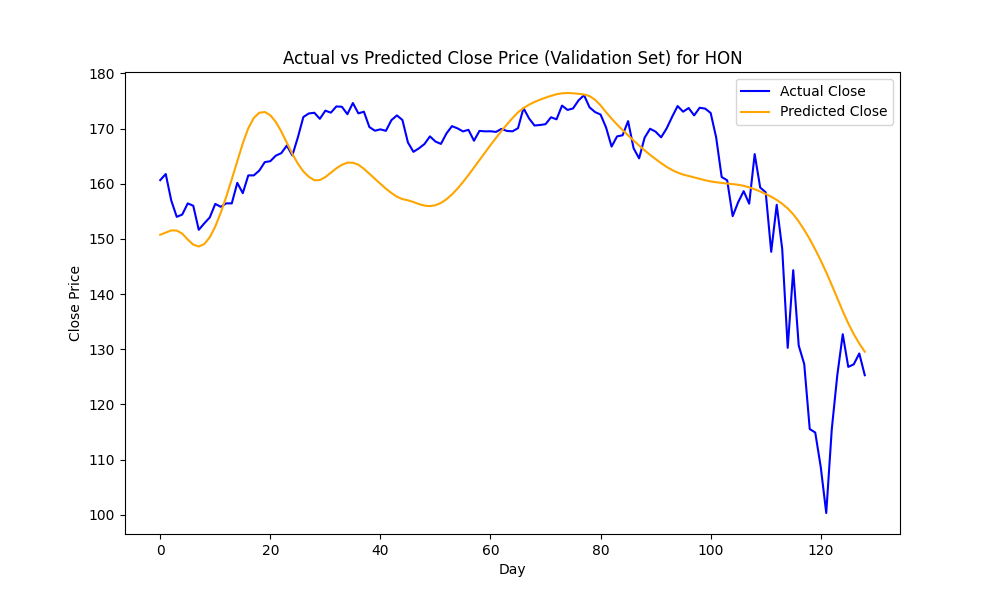 Actual vs Predicted Close Price (Validation Set) for HON
Actual Close
Predicted Close
Close Price
180
170
160
150
140
130
120
110
100
0 20 40 60 80 100 120
Day